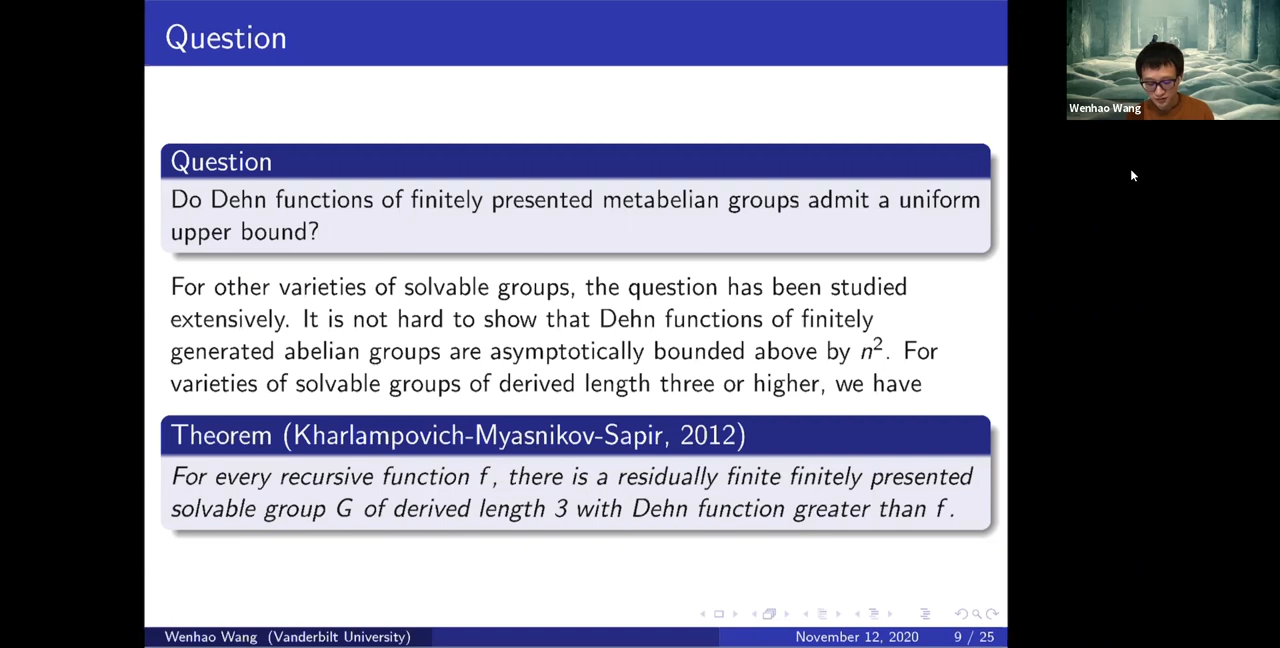 Question
Wenhao Wang
Question
Do Dehn functions of finitely presented metabelian groups admit a uniform
upper bound?
For other varieties of solvable groups, the question has been studied
extensively. It is not hard to show that Dehn functions of finitely
generated abelian groups are asymptotically bounded above by n². For
varieties of solvable groups of derived length three or higher, we have
Theorem (Kharlampovich-Myasnikov-Sapir, 2012)
For every recursive function f, there is a residually finite finitely presented
solvable group G of derived length 3 with Dehn function greater than f.
Wenhao Wang (Vanderbilt University)
November 12, 2020
9 / 25